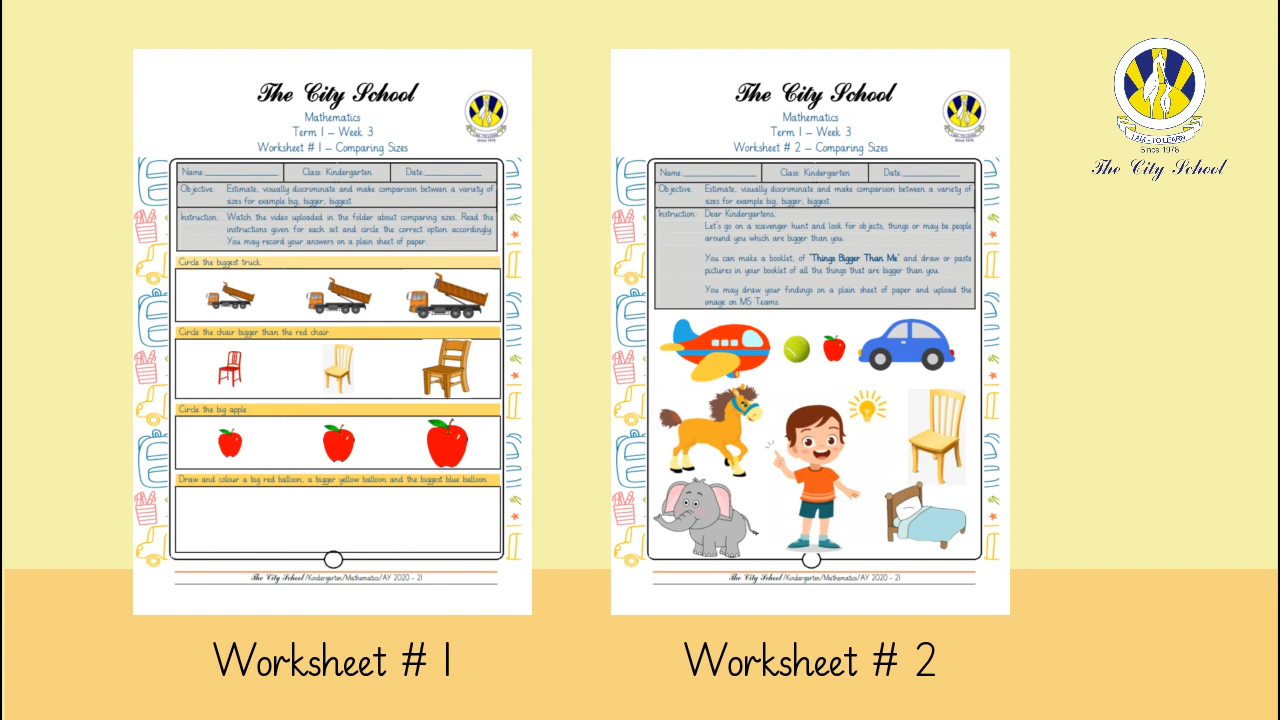 The City School
Mathematics
Term 1 – Week 3
Worksheet # 1 – Comparing Sizes
Name:
Class: Kindergarten
Date:
Objective: Estimate, visually discriminate and make comparison between a variety of
sizes for example big, bigger, biggest.
Instruction: Watch the video uploaded in the folder about comparing sizes. Read the
instructions given for each set and circle the correct option accordingly.
You may record your answers on a plain sheet of paper.
Circle the biggest truck.
Circle the chair bigger than the red chair.
Circle the big apple.
Draw and colour a big red balloon, a bigger yellow balloon and the biggest blue balloon.
The City School/Kindergarten/Mathematics/AY 2020 - 21
Worksheet # 1
The City School
Mathematics
Term 1 – Week 3
Worksheet # 2 – Comparing Sizes
Name:
Class: Kindergarten
Date:
Objective: Estimate, visually discriminate and make comparison between a variety of
sizes for example big, bigger, biggest.
Instruction: Dear Kindergartens,
Let's go on a scavenger hunt and look for objects, things or may be people
around you which are bigger than you.
You can make a booklet, of 'Things Bigger Than Me' and draw or paste
pictures in your booklet of all the things that are bigger than you.
You may draw your findings on a plain sheet of paper and upload the
image on MS Teams.
The City School/Kindergarten/Mathematics/AY 2020 - 21
Worksheet # 2
I AM - TO LEARN
Since 1978
The City School